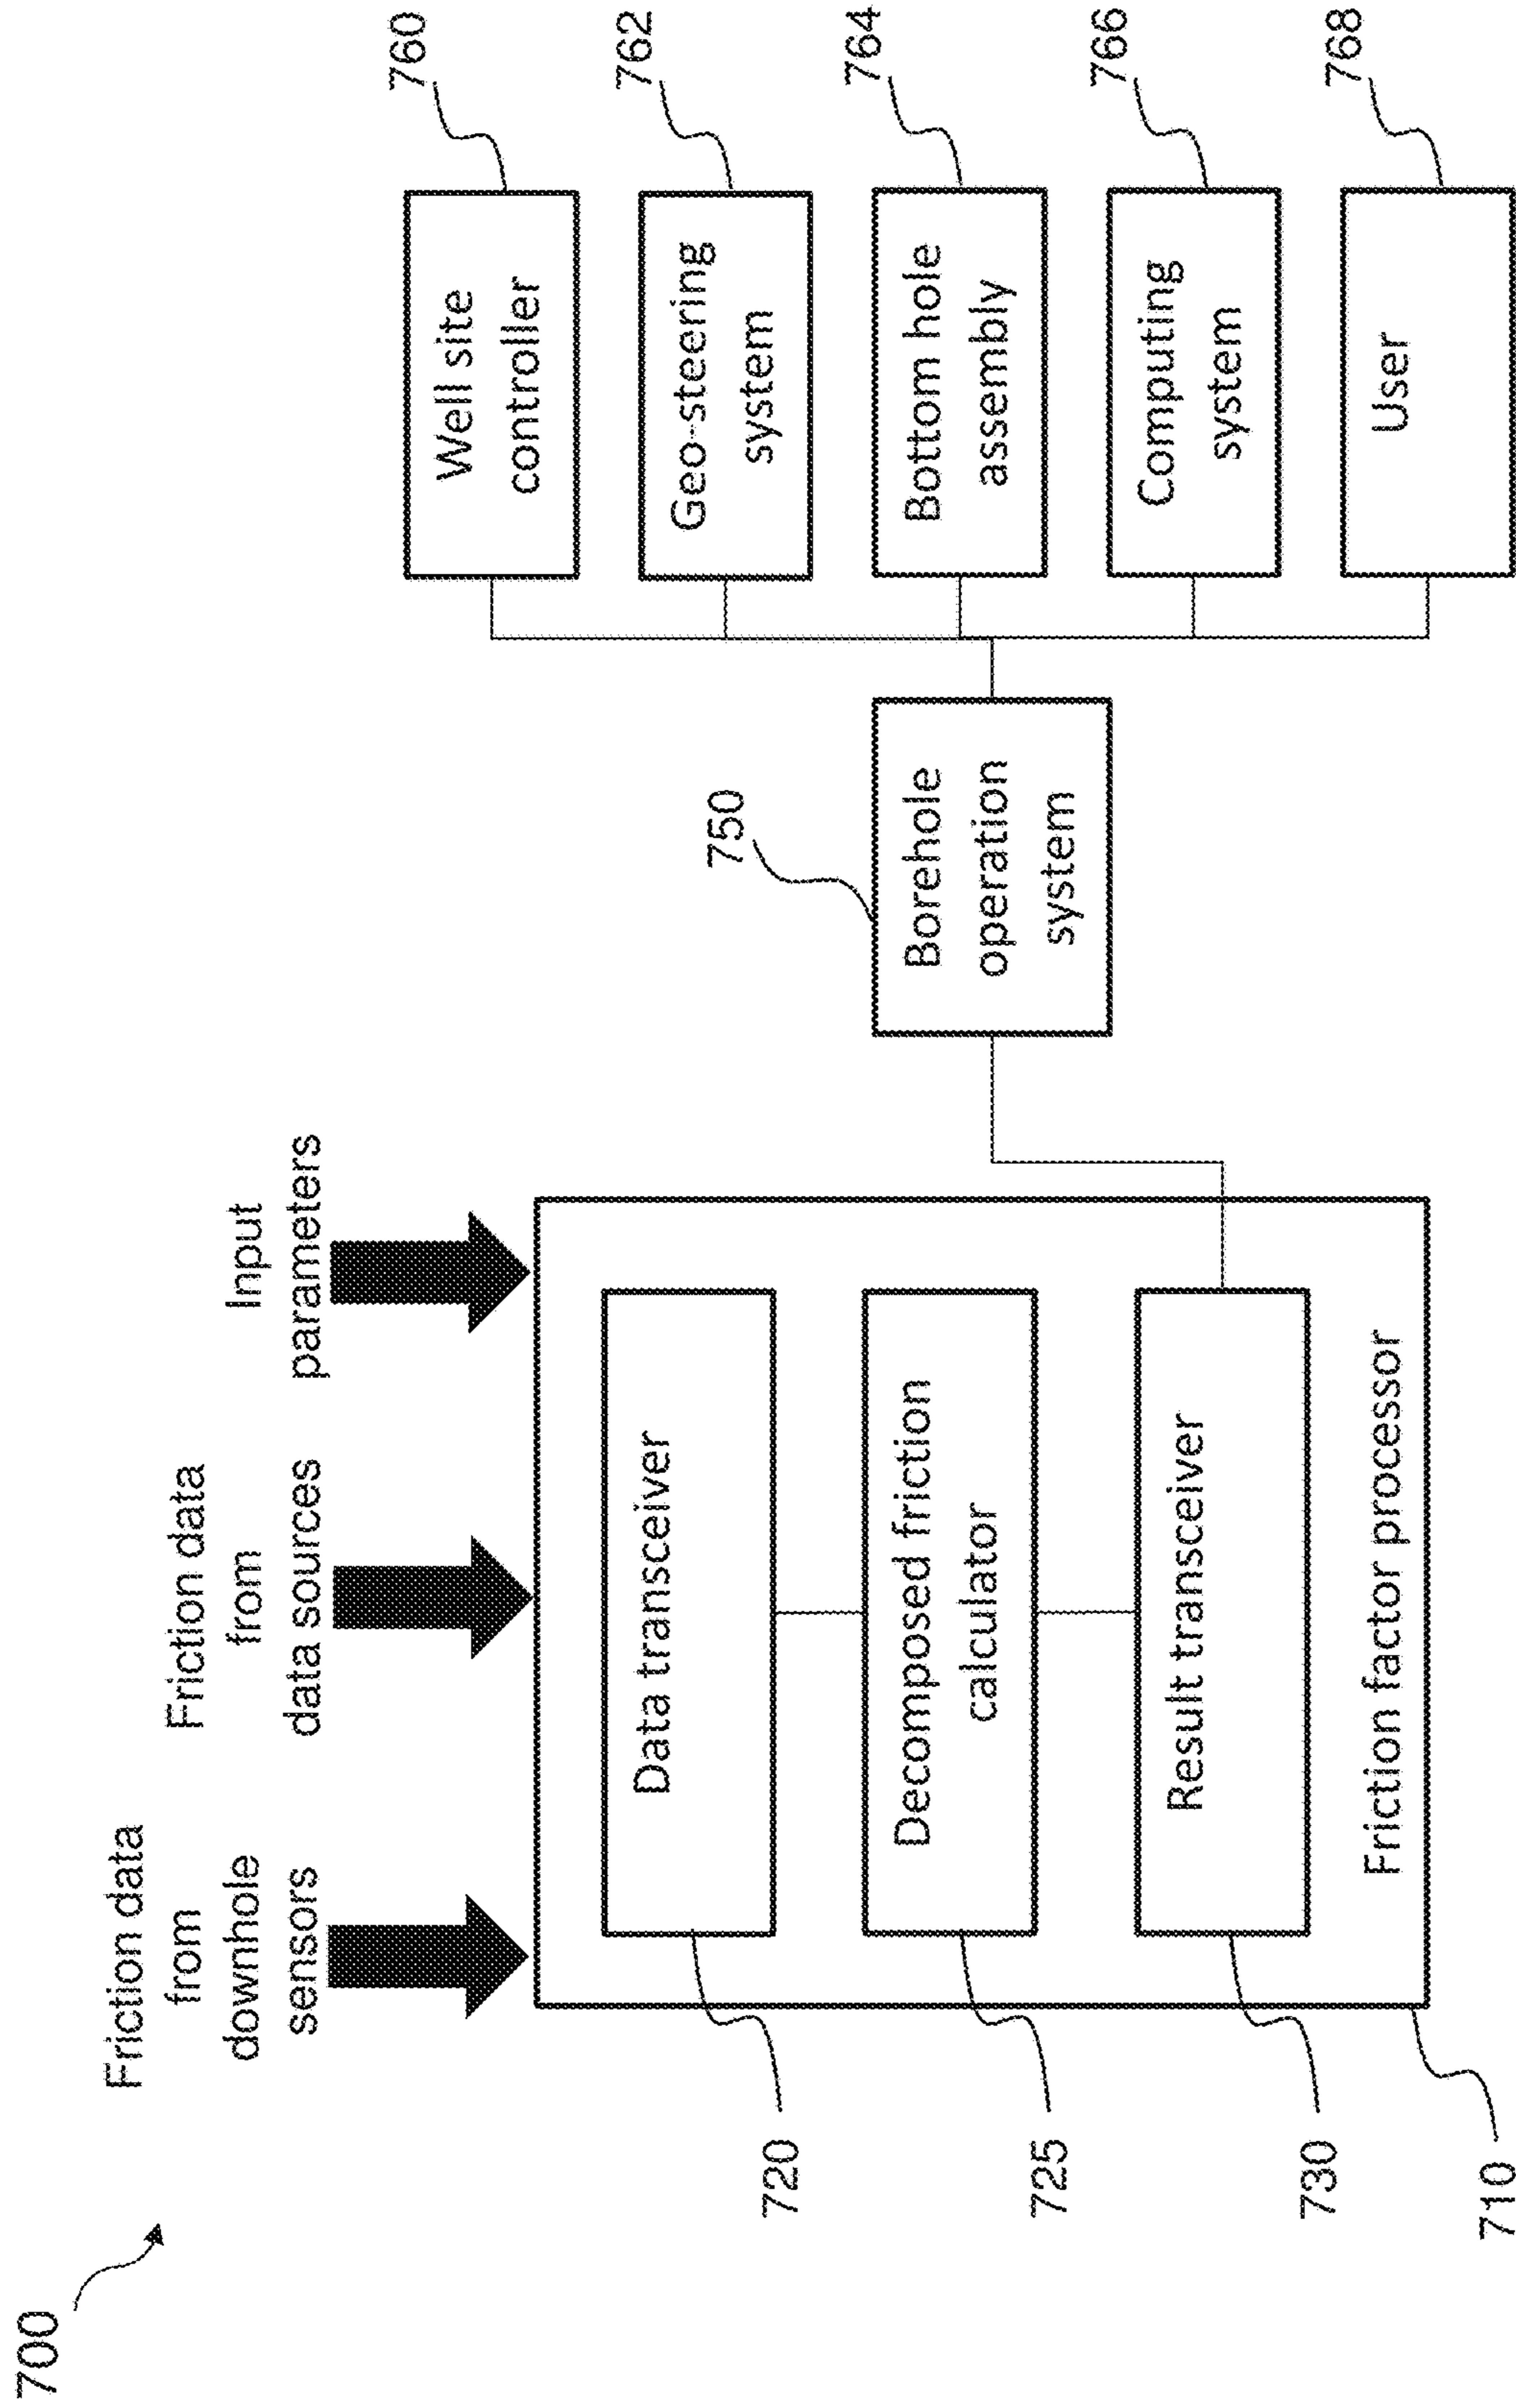 700
Friction data
from
downhole
sensors
Friction data
from
data sources
Input
parameters
720
Data transceiver
725
Decomposed friction
calculator
730
Result transceiver
710
Friction factor processor
750
Borehole
operation
system
Well site
controller
760
Geo-steering
system
762
Bottom hole
assembly
764
Computing
system
766
User
768